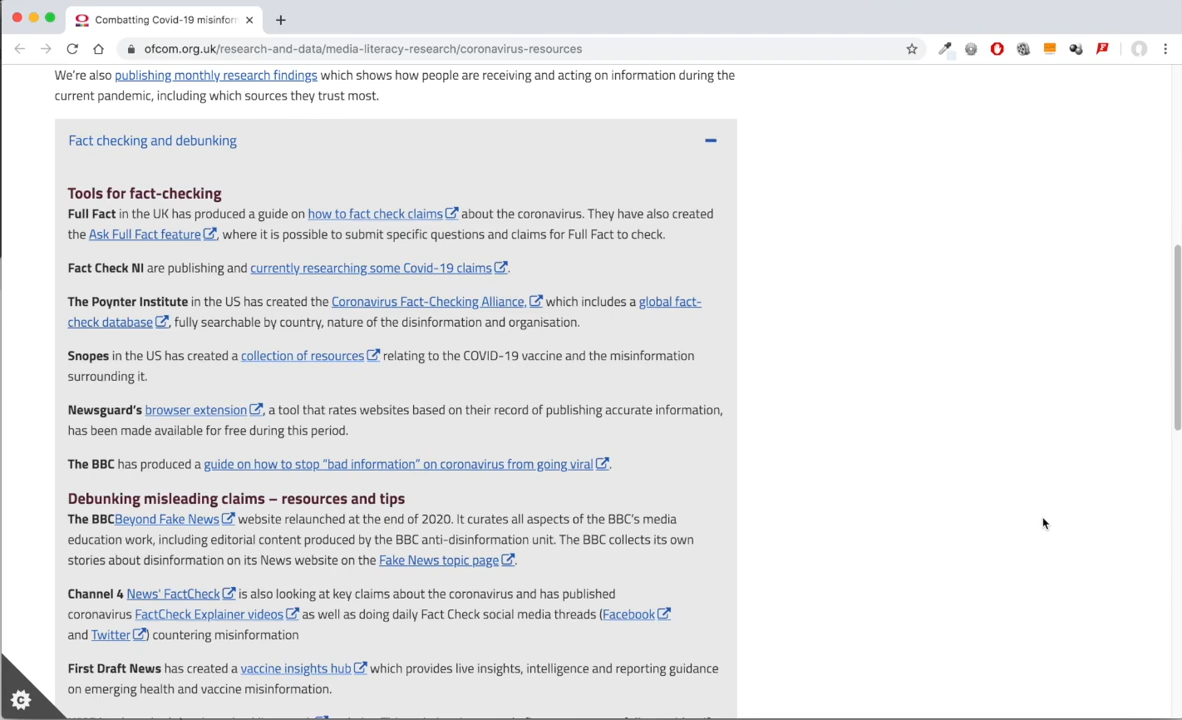 Combatting Covid-19 misinform
ofcom.org.uk/research-and-data/media-literacy-research/coronavirus-resources
We're also publishing monthly research findings which shows how people are receiving and acting on information during the
current pandemic, including which sources they trust most.
Fact checking and debunking
Tools for fact-checking
Full Fact in the UK has produced a guide on how to fact check claims about the coronavirus. They have also created
the Ask Full Fact feature, where it is possible to submit specific questions and claims for Full Fact to check.
Fact Check NI are publishing and currently researching some Covid-19 claims.
The Poynter Institute in the US has created the Coronavirus Fact-Checking Alliance, which includes a global fact-
check database, fully searchable by country, nature of the disinformation and organisation.
Snopes in the US has created a collection of resources relating to the COVID-19 vaccine and the misinformation
surrounding it.
Newsguard's browser extension, a tool that rates websites based on their record of publishing accurate information,
has been made available for free during this period.
The BBC has produced a guide on how to stop "bad information" on coronavirus from going viral.
Debunking misleading claims – resources and tips
The BBCBeyond Fake News website relaunched at the end of 2020. It curates all aspects of the BBC's media
education work, including editorial content produced by the BBC anti-disinformation unit. The BBC collects its own
stories about disinformation on its News website on the Fake News topic page.
Channel 4 News' FactCheck is also looking at key claims about the coronavirus and has published
coronavirus FactCheck Explainer videos as well as doing daily Fact Check social media threads (Facebook
and Twitter) countering misinformation
First Draft News has created a vaccine insights hub which provides live insights, intelligence and reporting guidance
on emerging health and vaccine misinformation.